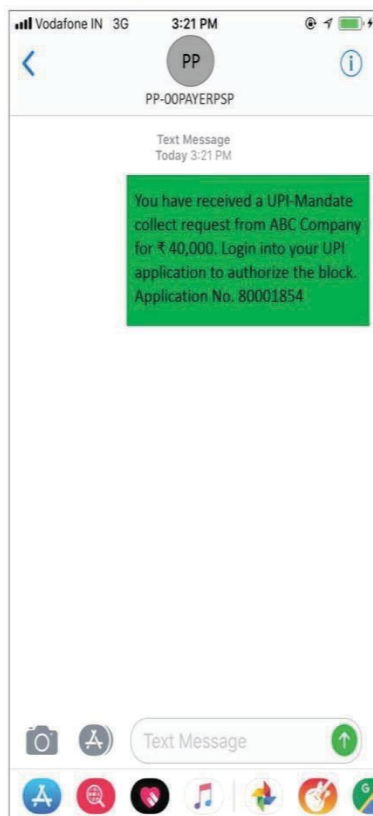 Vodafone IN 3G 3:21 PM
PP
PP-OOPAYERPSP
Text Message
Today 3:21 PM
You have received a UPI-Mandate
collect request from ABC Company
for ₹ 40,000. Login into your UPI
application to authorize the block.
Application No. 80001854
Text Message